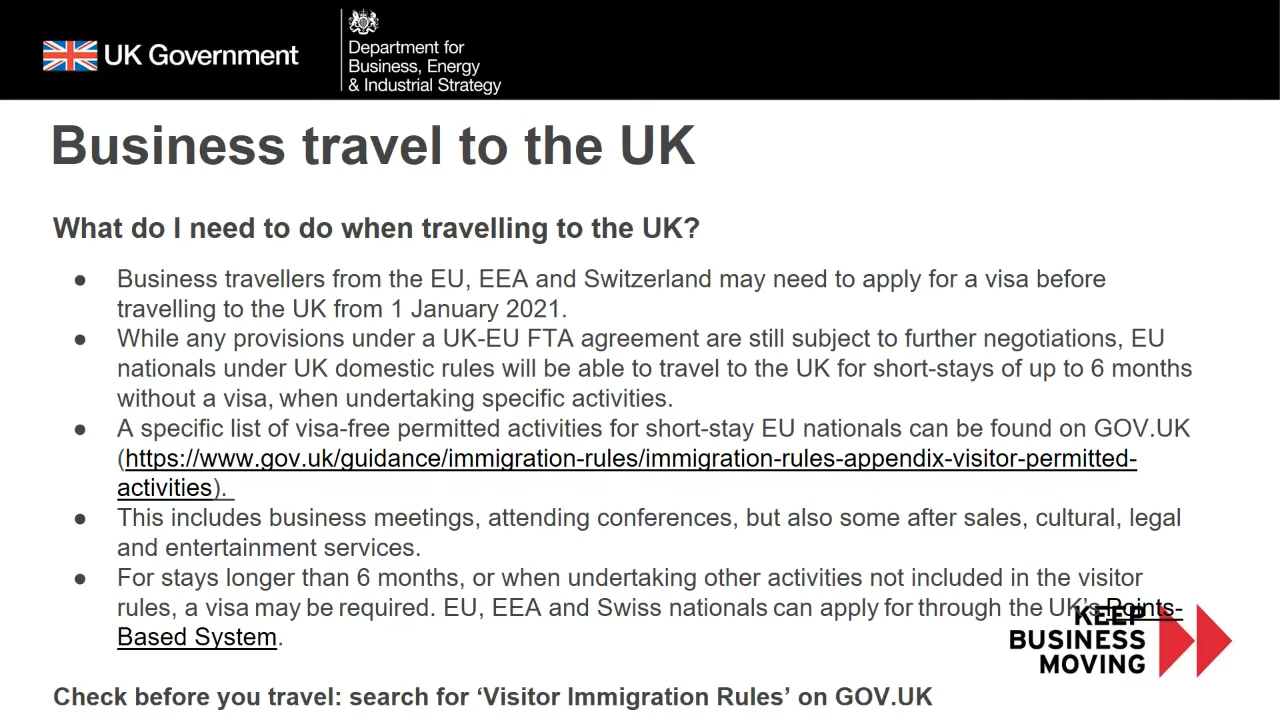 UK Government
Department for
Business, Energy
& Industrial Strategy
Business travel to the UK
What do I need to do when travelling to the UK?
● Business travellers from the EU, EEA and Switzerland may need to apply for a visa before
travelling to the UK from 1 January 2021.
● While any provisions under a UK-EU FTA agreement are still subject to further negotiations, EU
nationals under UK domestic rules will be able to travel to the UK for short-stays of up to 6 months
without a visa, when undertaking specific activities.
● A specific list of visa-free permitted activities for short-stay EU nationals can be found on GOV.UK
(https://www.gov.uk/guidance/immigration-rules/immigration-rules-appendix-visitor-permitted-
activities).
● This includes business meetings, attending conferences, but also some after sales, cultural, legal
and entertainment services.
● For stays longer than 6 months, or when undertaking other activities not included in the visitor
rules, a visa may be required. EU, EEA and Swiss nationals can apply for through the UK’s Points-
Based System.
KEEP
BUSINESS
MOVING
Check before you travel: search for ‘Visitor Immigration Rules’ on GOV.UK